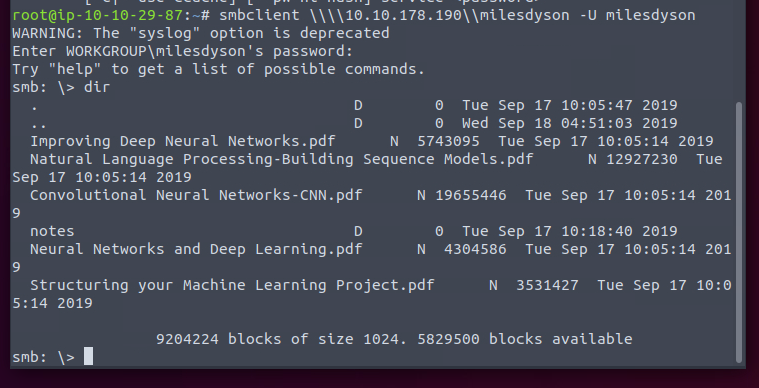 root@ip-10-10-29-87:~# smbclient \\\\10.10.178.190\\milesdyson -U milesdyson
WARNING: The "syslog" option is deprecated
Enter WORKGROUP\milesdyson's password:
Try "help" to get a list of possible commands.
smb: \> dir
  .                                   D        0  Tue Sep 17 10:05:47 2019
  ..                                  D        0  Wed Sep 18 04:51:03 2019
  Improving Deep Neural Networks.pdf      N  5743095  Tue Sep 17 10:05:14 2019
  Natural Language Processing-Building Sequence Models.pdf      N 12927230  Tue
Sep 17 10:05:14 2019
  Convolutional Neural Networks-CNN.pdf      N 19655446  Tue Sep 17 10:05:14 201
9
  notes                               D        0  Tue Sep 17 10:18:40 2019
  Neural Networks and Deep Learning.pdf      N  4304586  Tue Sep 17 10:05:14 201
9
  Structuring your Machine Learning Project.pdf      N  3531427  Tue Sep 17 10:0
5:14 2019
                9204224 blocks of size 1024. 5829500 blocks available
smb: \>